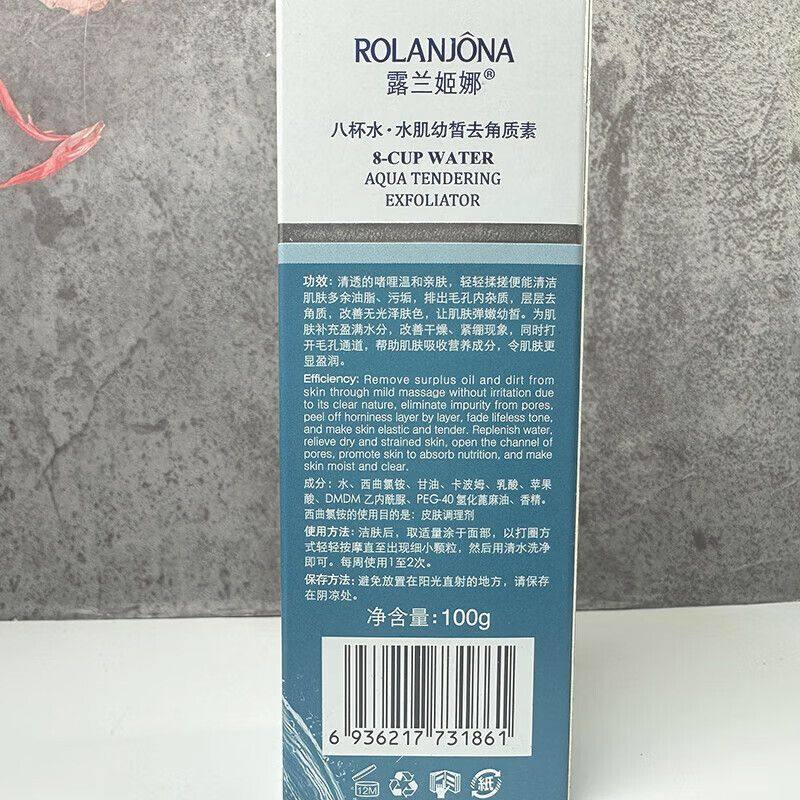 ROLANJÔNA
露兰姬娜®
八杯水·水肌幼皙去角质素
8-CUP WATER
AQUA TENDERING
EXFOLIATOR
功效：清透的啫哩温和亲肤，轻轻揉搓便能清洁
肌肤多余油脂、污垢，排出毛孔内杂质，层层去
角质，改善无光泽肤色，让肌肤弹嫩幼皙。为肌
肤补充盈满水分，改善干燥、紧绷现象，同时打
开毛孔通道，帮助肌肤吸收营养成分，令肌肤更
显盈润。
Efficiency: Remove surplus oil and dirt from
skin through mild massage without irritation due
to its clear nature, eliminate impurity from pores,
peel off horniness layer by layer, fade lifeless tone,
and make skin elastic and tender. Replenish water,
relieve dry and strained skin, open the channel of
pores, promote skin to absorb nutrition, and make
skin moist and clear.
成分：水、西曲氯铵、甘油、卡波姆、乳酸、苹果
酸、DMDM 乙内酰脲、PEG-40 氢化蓖麻油、香精。
西曲氯铵的使用目的是：皮肤调理剂
使用方法：洁肤后，取适量涂于面部，以打圈方
式轻轻按摩直至出现细小颗粒，然后用清水洗净
即可。每周使用1至2次。
保存方法：避免放置在阳光直射的地方，请保存
在阴凉处。
净含量：100g
6 936217 731861
12M
紙